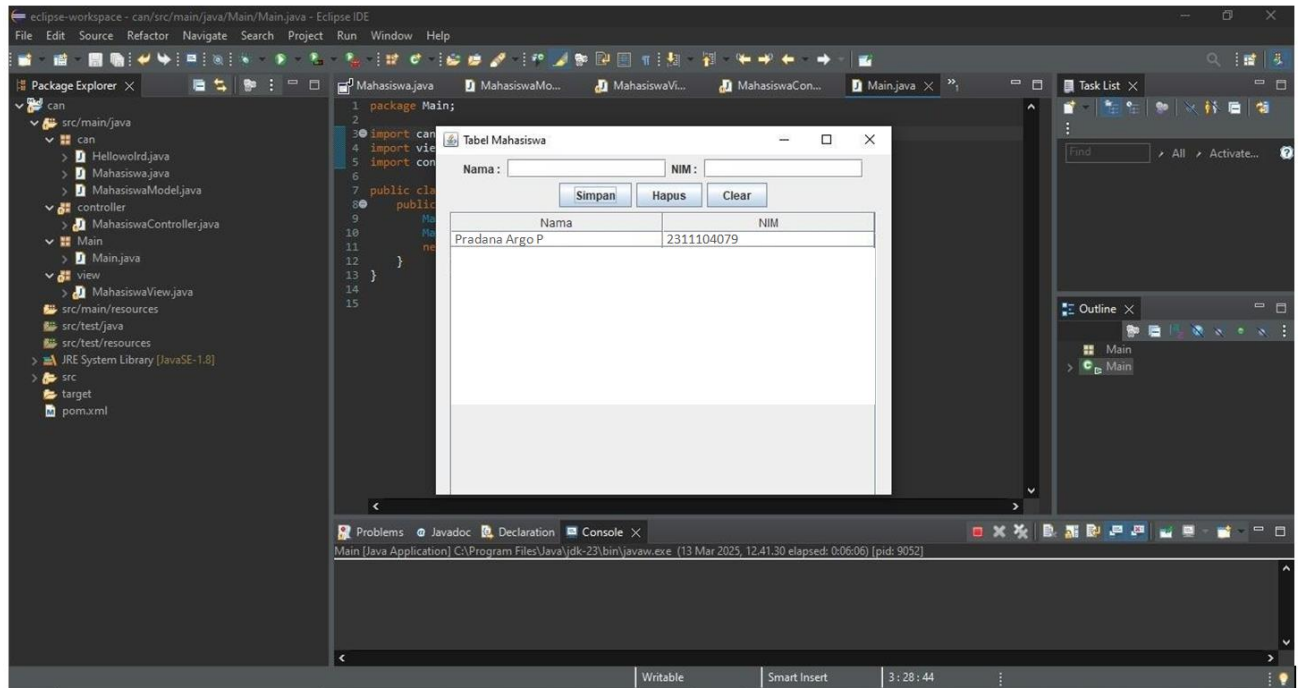 eclipse-workspace - can/src/main/java/Main/Main.java - Eclipse IDE
File Edit Source Refactor Navigate Search Project Run Window Help
Package Explorer
can
src/main/java
can
Hellowolrd.java
Mahasiswa.java
MahasiswaModel.java
controller
MahasiswaController.java
Main
Main.java
view
MahasiswaView.java
src/main/resources
src/test/java
src/test/resources
JRE System Library [JavaSE-1.8]
src
target
pom.xml
Mahasiswa.java MahasiswaMo... MahasiswaVi... MahasiswaCon... Main.java »1
1 package Main;
2
3 import can
4 import vie
5 import con
6
7 public cla
8 public
9 Ma
10 Ma
11 ne
12 }
13 }
14
15
Tabel Mahasiswa
Nama : NIM :
Simpan Hapus Clear
Nama NIM
Pradana Argo P 2311104079
Task List
Find All Activate...
Outline
Main
Main
Problems Javadoc Declaration Console
Main [Java Application] C:\Program Files\Java\jdk-23\bin\javaw.exe (13 Mar 2025, 12.41.30 elapsed: 0:06:06) [pid: 9052]
Writable Smart Insert 3 : 28 : 44